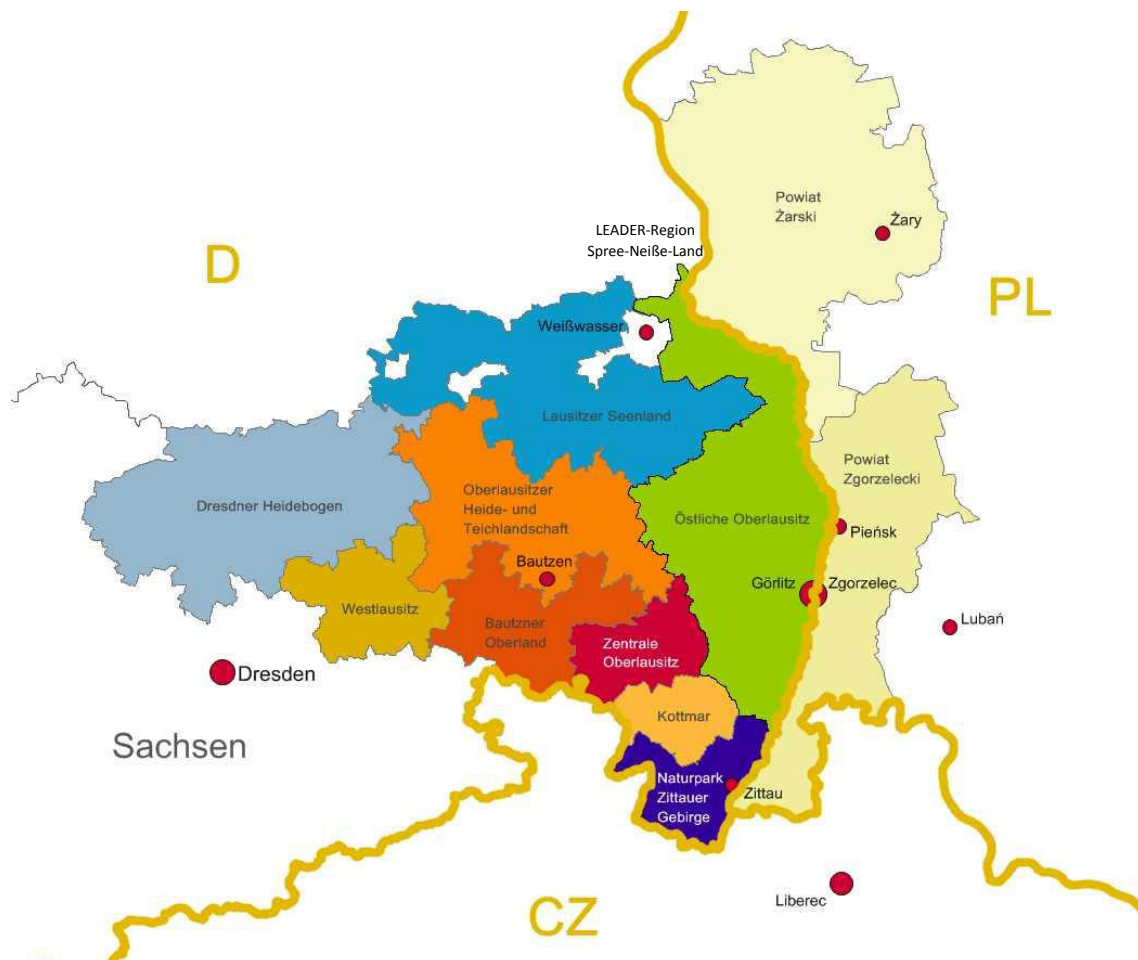 Powiat
Żarski
Żary
LEADER-Region
Spree-Neiße-Land
D
PL
Weißwasser
Lausitzer Seenland
Powiat
Zgorzelecki
Dresdner Heidebogen
Oberlausitzer
Heide- und
Teichlandschaft
Östliche Oberlausitz
Pieńsk
Bautzen
Görlitz
Zgorzelec
Westlausitz
Bautzner
Oberland
Zentrale
Oberlausitz
Lubań
Dresden
Kottmar
Sachsen
Naturpark
Zittauer
Gebirge
Zittau
Liberec
CZ